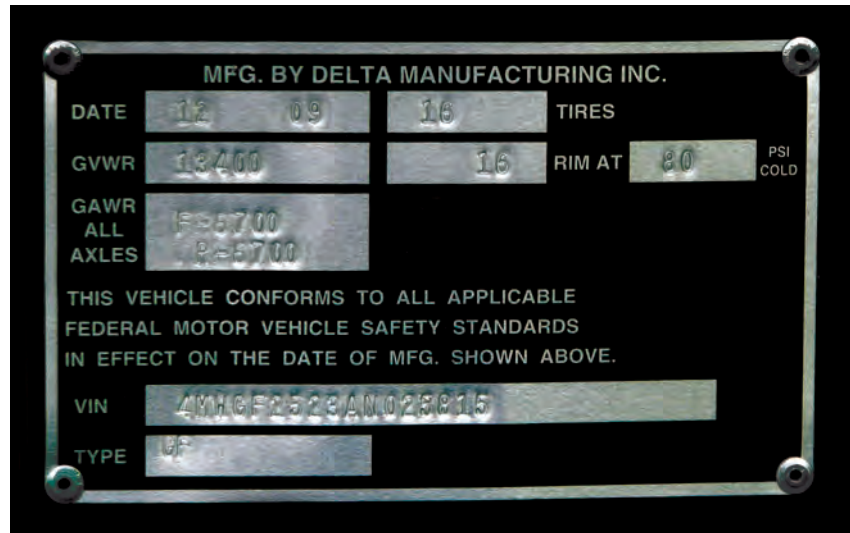 MFG. BY DELTA MANUFACTURING INC.
DATE 12 09 16 TIRES
GVWR 13400 16 RIM AT 80 PSI COLD
GAWR ALL AXLES F-5700 R-5700
THIS VEHICLE CONFORMS TO ALL APPLICABLE
FEDERAL MOTOR VEHICLE SAFETY STANDARDS
IN EFFECT ON THE DATE OF MFG. SHOWN ABOVE.
VIN
TYPE GF